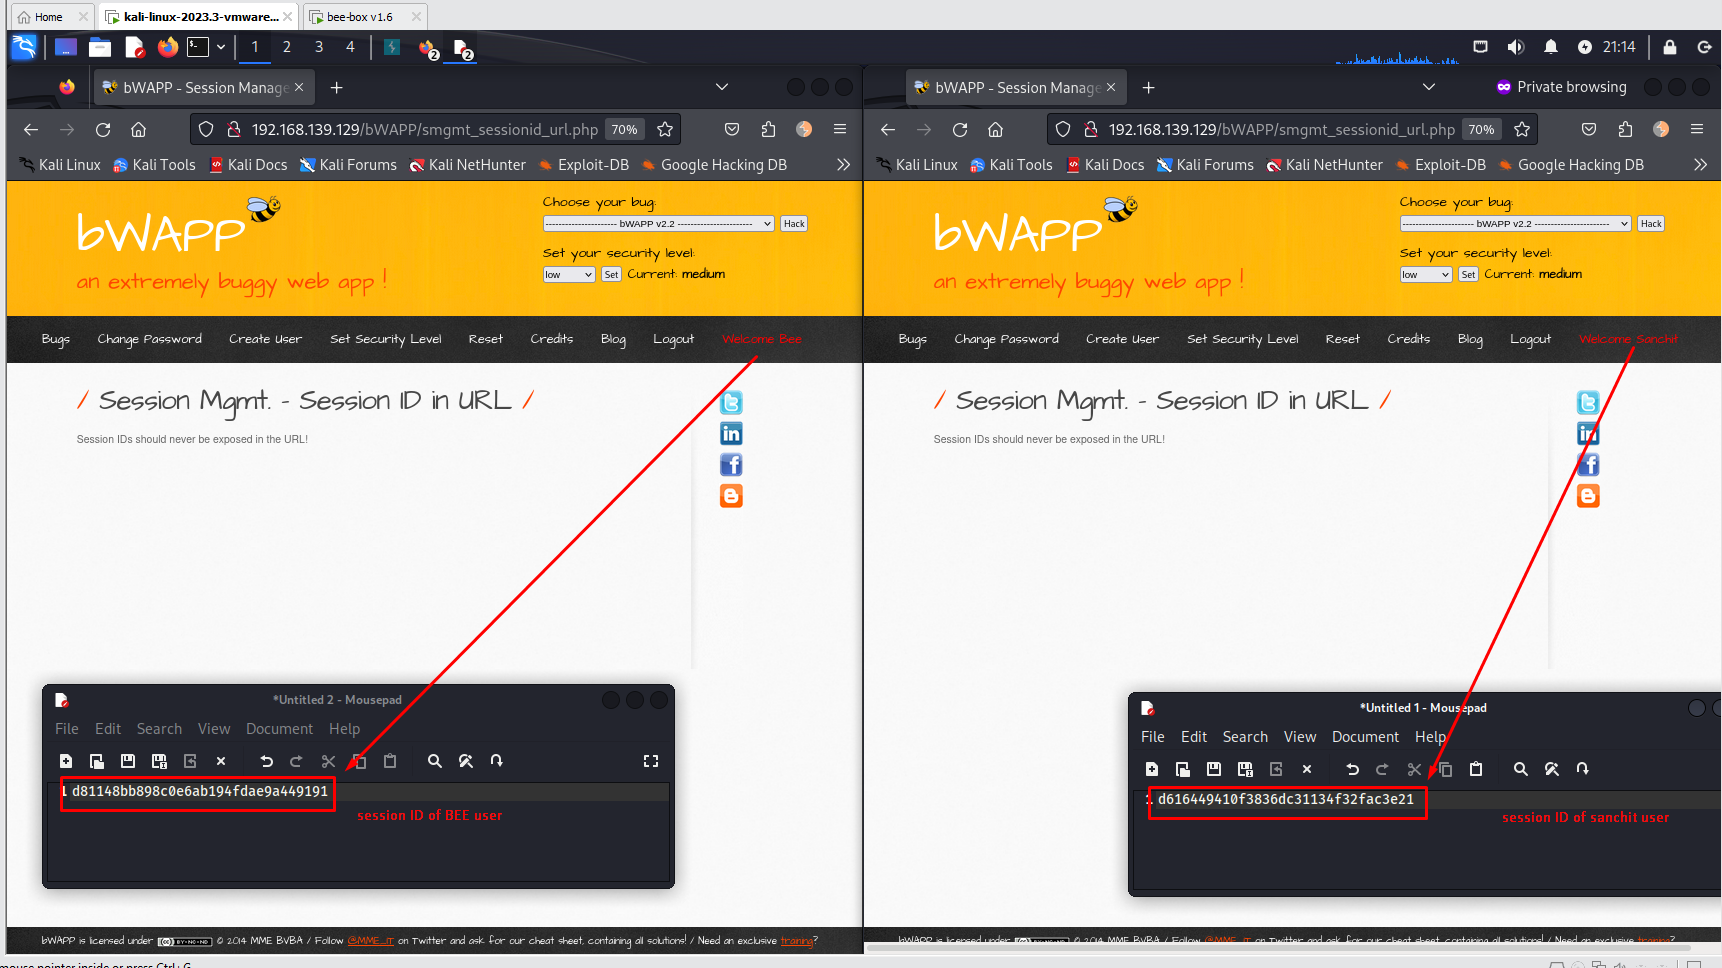 Home
kali-linux-2023.3-vmware...
bee-box v1.6
1 2 3 4
2
2
21:14
bWAPP - Session Manage
192.168.139.129/bWAPP/smgmt_sessionid_url.php 70%
Kali Linux Kali Tools Kali Docs Kali Forums Kali NetHunter Exploit-DB Google Hacking DB
bWAPP
an extremely buggy web app !
Choose your bug:
---------------------- bWAPP v2.2 ----------------------- Hack
Set your security level:
low Set Current: medium
Bugs Change Password Create User Set Security Level Reset Credits Blog Logout Welcome Bee
/ Session Mgmt. - Session ID in URL /
Session IDs should never be exposed in the URL!
*Untitled 2 - Mousepad
File Edit Search View Document Help
1 d81148bb898c0e6ab194fdae9a449191
session ID of BEE user
bWAPP is licensed under BY-NC-ND © 2014 MME BVBA / Follow @MME_IT on Twitter and ask for our cheat sheet, containing all solutions! / Need an exclusive training?
bWAPP - Session Manage
Private browsing
192.168.139.129/bWAPP/smgmt_sessionid_url.php 70%
Kali Linux Kali Tools Kali Docs Kali Forums Kali NetHunter Exploit-DB Google Hacking DB
bWAPP
an extremely buggy web app !
Choose your bug:
---------------------- bWAPP v2.2 ----------------------- Hack
Set your security level:
low Set Current: medium
Bugs Change Password Create User Set Security Level Reset Credits Blog Logout Welcome Sanchit
/ Session Mgmt. - Session ID in URL /
Session IDs should never be exposed in the URL!
*Untitled 1 - Mousepad
File Edit Search View Document Help
1 d616449410f3836dc31134f32fac3e21
session ID of sanchit user
bWAPP is licensed under © 2014 MME BVBA / Follow @MME_IT on Twitter and ask for our cheat sheet, containing all solutions! / Need an exclusive training?
mouse pointer inside or press Ctrl+G